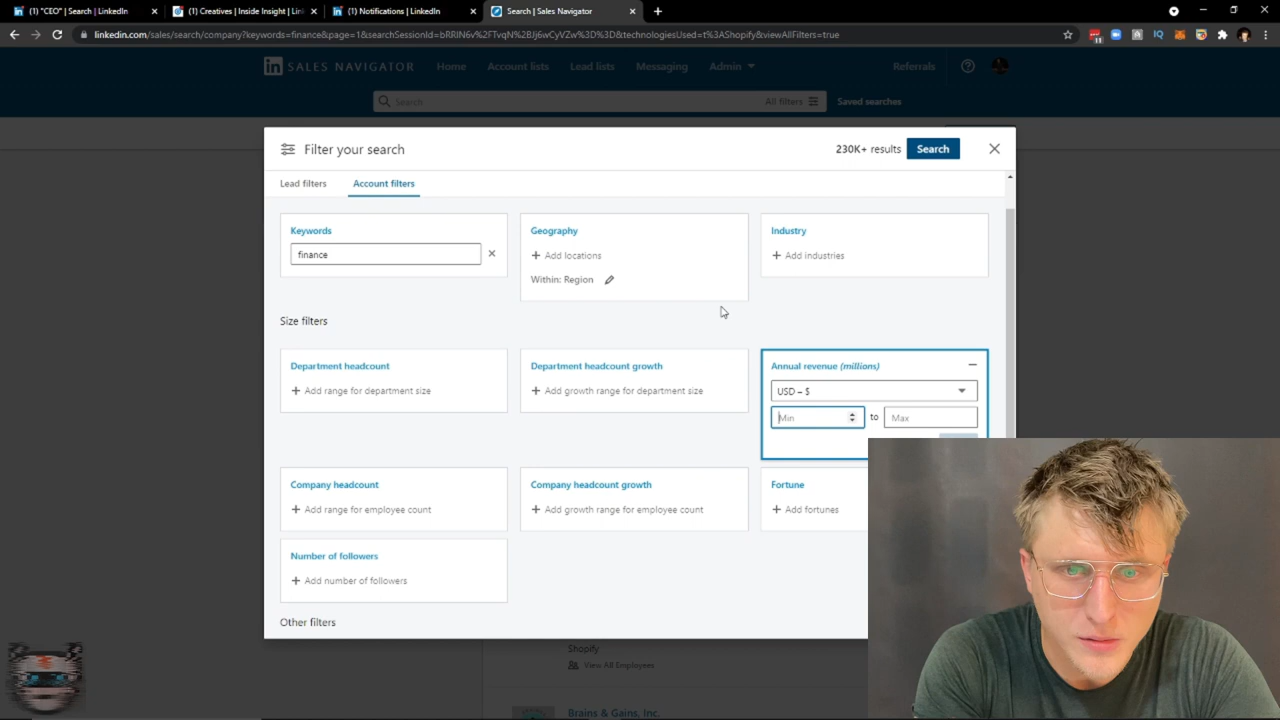 (1) "CEO" | Search | LinkedIn
Creatives | Inside Insight | Lin
(1) Notifications | LinkedIn
Search | Sales Navigator
linkedin.com/sales/search/company?keywords=finance&page=1&searchSessionId=bRRIN6v%2FTvqN%2BJj6wCyVZw%3D%3D&technologiesUsed=t%3AShopify&viewAllFilters=true
in SALES NAVIGATOR Home Account lists Lead lists Messaging Admin Referrals
Search All filters Saved searches
Filter your search 230K+ results Search
Lead filters Account filters
Keywords Geography Industry
finance + Add locations + Add industries
Within: Region
Size filters
Department headcount Department headcount growth Annual revenue (millions)
+ Add range for department size + Add growth range for department size USD – $
Min to Max
Company headcount Company headcount growth Fortune
+ Add range for employee count + Add growth range for employee count + Add fortunes
Number of followers
+ Add number of followers
Other filters
Shopify
View All Employees
Brains & Gains, Inc.